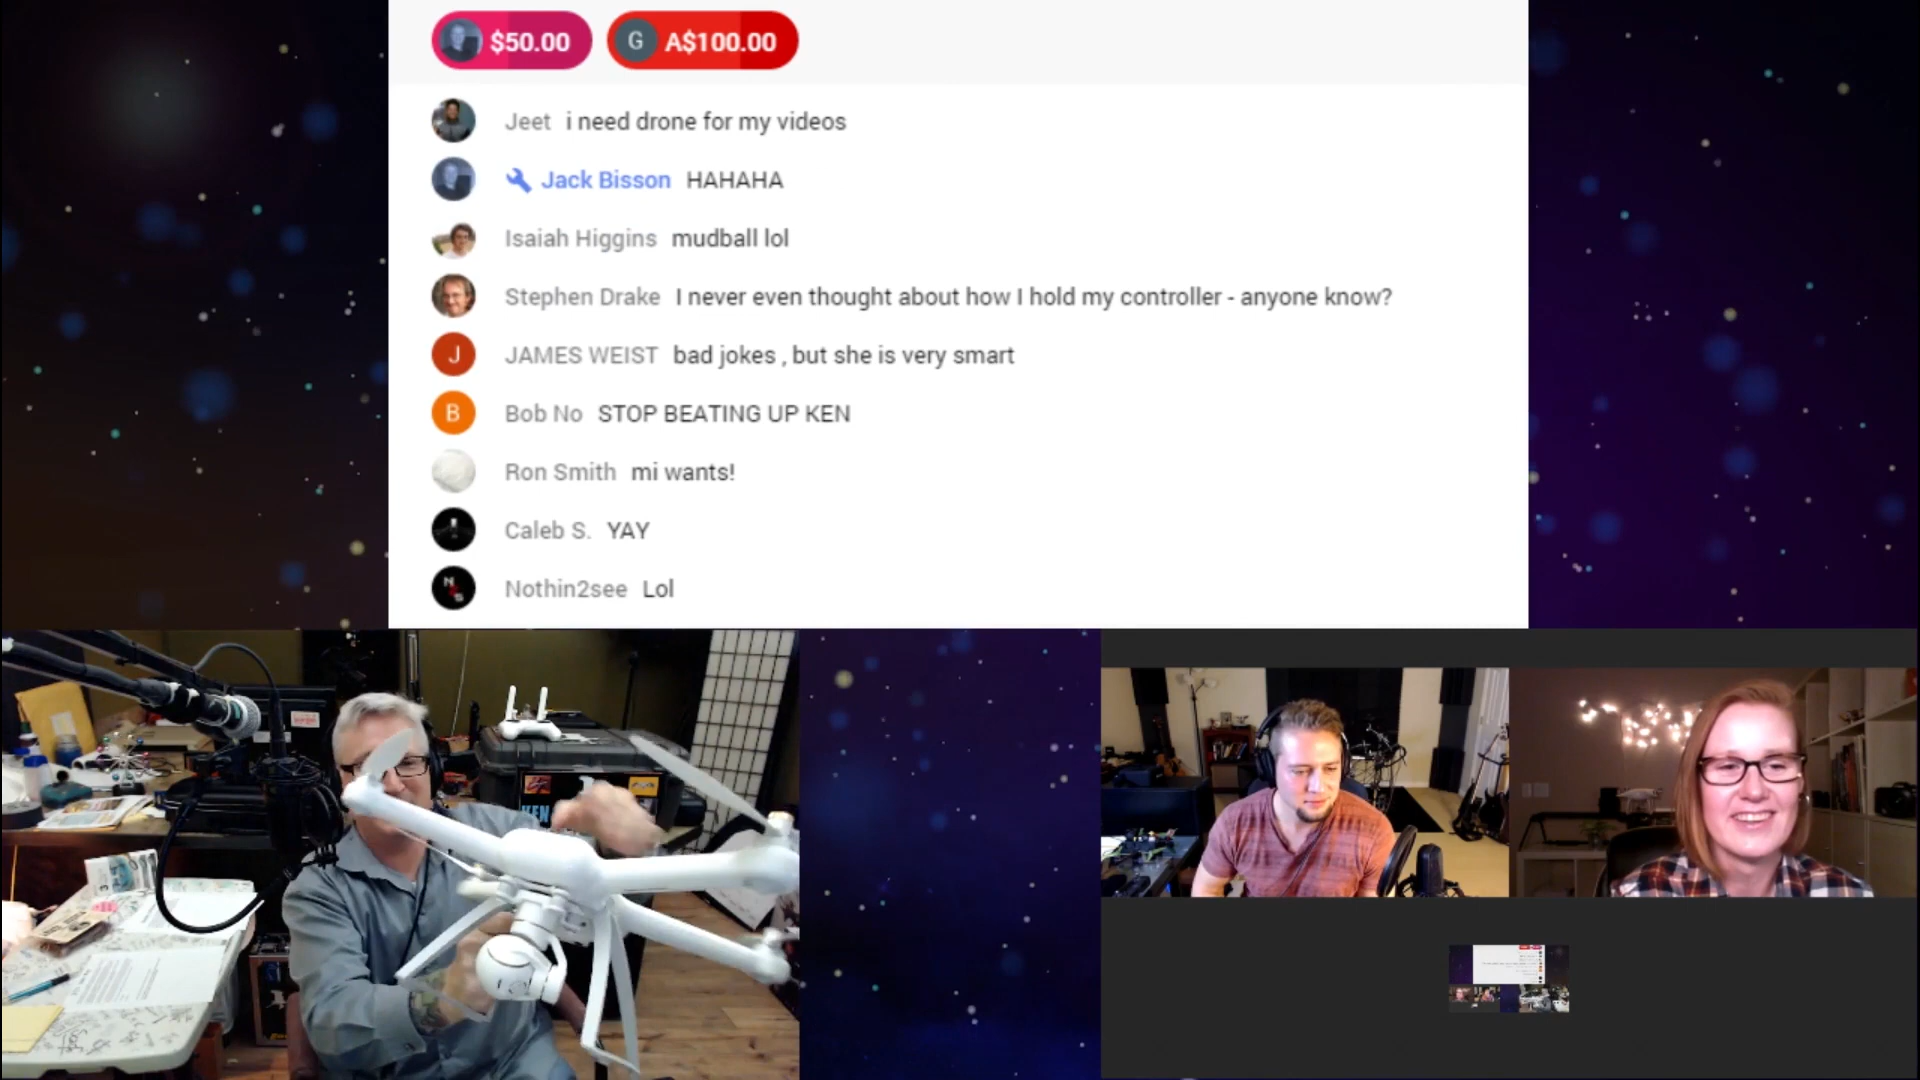 $50.00
G A$100.00
Jeet i need drone for my videos
Jack Bisson HAHAHA
Isaiah Higgins mudball lol
Stephen Drake I never even thought about how I hold my controller - anyone know?
J JAMES WEIST bad jokes , but she is very smart
B Bob No STOP BEATING UP KEN
Ron Smith mi wants!
Caleb S. YAY
Nothin2see Lol
KEN